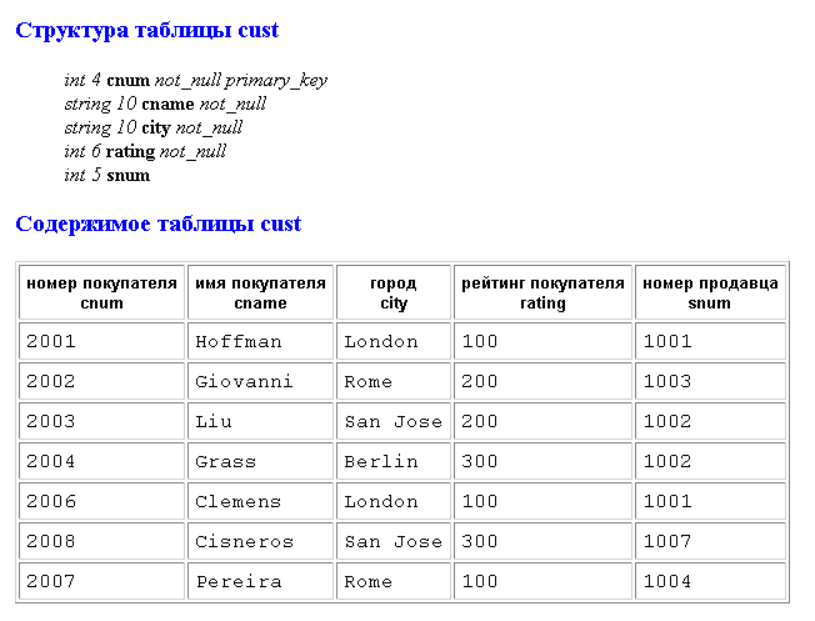 Структура таблицы cust
int 4 cnum not_null primary_key
string 10 cname not_null
string 10 city not_null
int 6 rating not_null
int 5 snum
Содержимое таблицы cust
номер покупателя имя покупателя город рейтинг покупателя номер продавца
cnum cname city rating snum
2001 Hoffman London 100 1001
2002 Giovanni Rome 200 1003
2003 Liu San Jose 200 1002
2004 Grass Berlin 300 1002
2006 Clemens London 100 1001
2008 Cisneros San Jose 300 1007
2007 Pereira Rome 100 1004